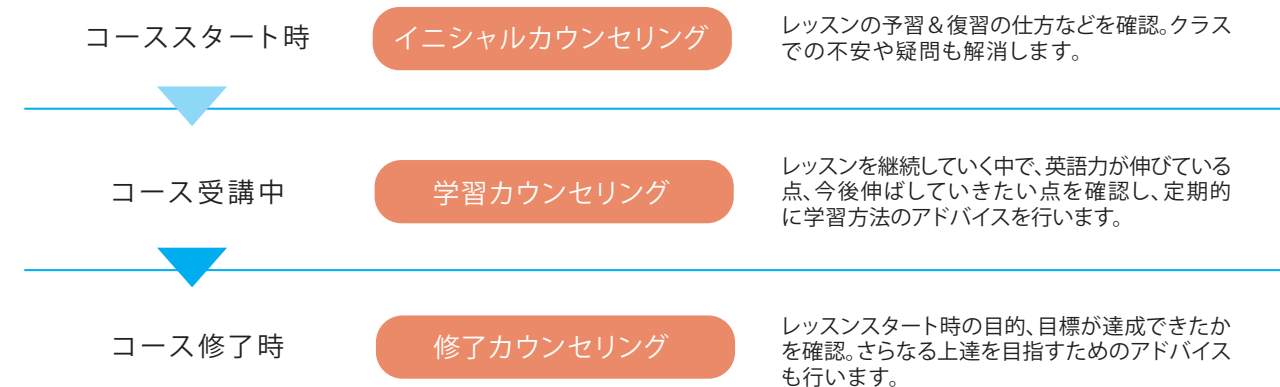 コーススタート時
イニシャルカウンセリング
レッスンの予習＆復習の仕方などを確認。クラス
での不安や疑問も解消します。
コース受講中
学習カウンセリング
レッスンを継続していく中で、英語力が伸びている
点、今後伸ばしていきたい点を確認し、定期的
に学習方法のアドバイスを行います。
コース修了時
修了カウンセリング
レッスンスタート時の目的、目標が達成できたか
を確認。さらなる上達を目指すためのアドバイス
も行います。